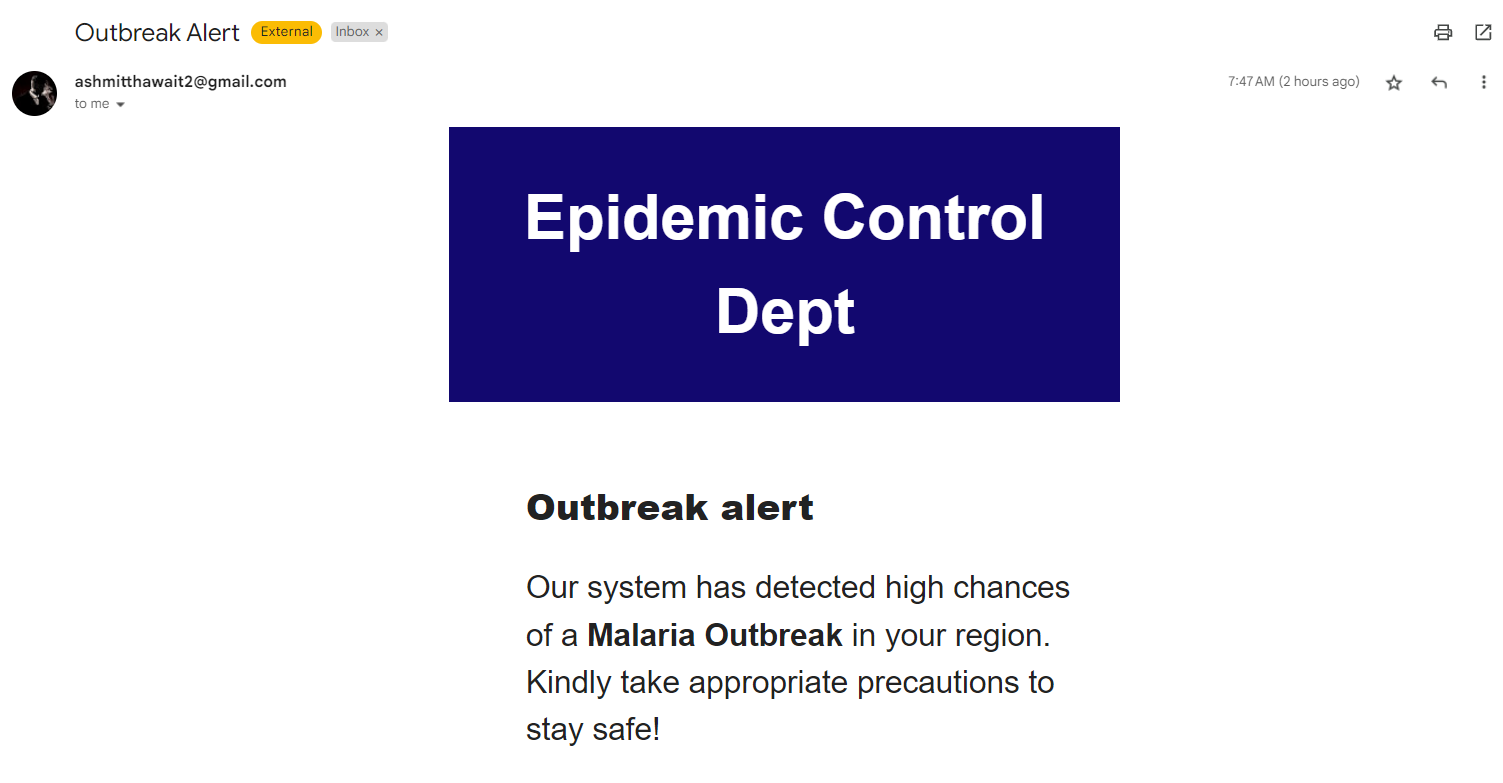 Outbreak Alert External Inbox ×
ashmitthawait2@gmail.com 7:47 AM (2 hours ago)
to me
Epidemic Control
Dept
Outbreak alert
Our system has detected high chances
of a Malaria Outbreak in your region.
Kindly take appropriate precautions to
stay safe!